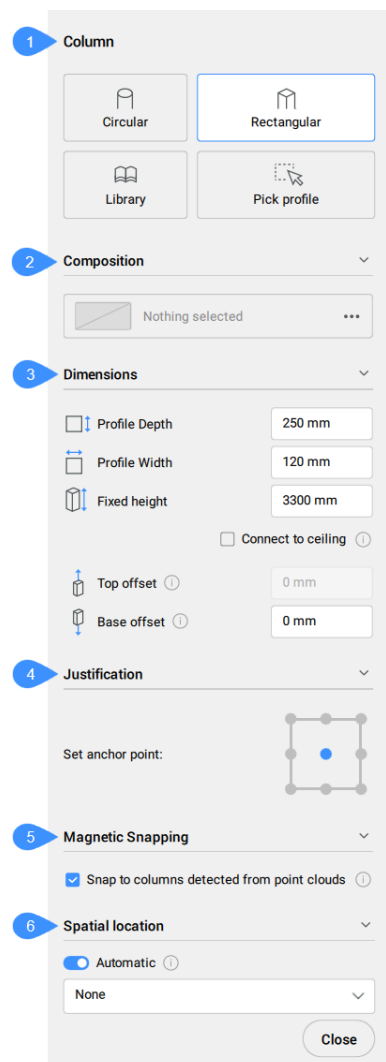 1 Column
Circular Rectangular
Library Pick profile
2 Composition
Nothing selected
3 Dimensions
Profile Depth 250 mm
Profile Width 120 mm
Fixed height 3300 mm
Connect to ceiling
Top offset 0 mm
Base offset 0 mm
4 Justification
Set anchor point:
5 Magnetic Snapping
Snap to columns detected from point clouds
6 Spatial location
Automatic
None
Close